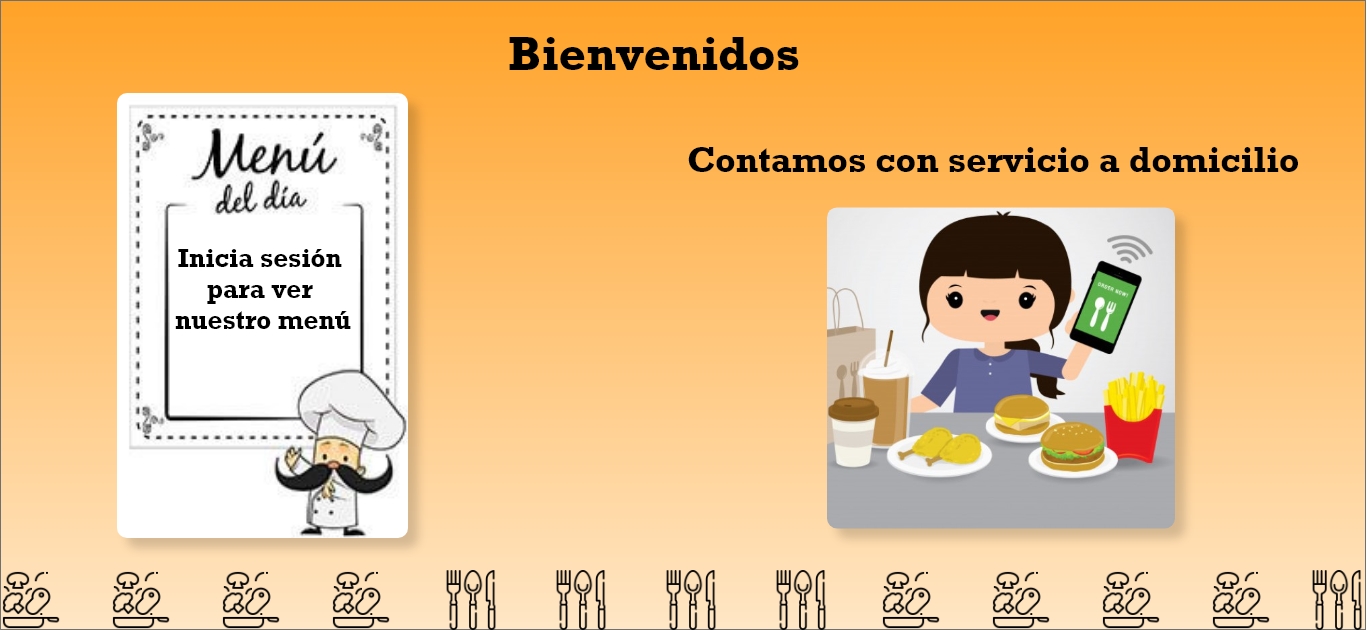 Bienvenidos
Menú
del día
Inicia sesión
para ver
nuestro menú
Contamos con servicio a domicilio
ORDER NOW!